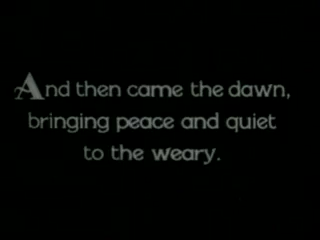 And then came the dawn,
bringing peace and quiet
to the weary.